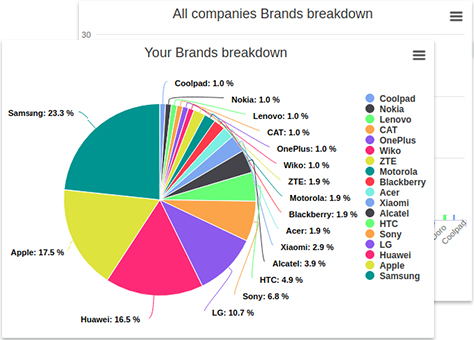 All companies Brands breakdown
30
Your Brands breakdown
Coolpad: 1.0 %
Nokia: 1.0 %
Lenovo: 1.0 %
CAT: 1.0 %
OnePlus: 1.0 %
Wiko: 1.0 %
ZTE: 1.9 %
Motorola: 1.9 %
Blackberry: 1.9 %
Acer: 1.9 %
Xiaomi: 2.9 %
Alcatel: 3.9 %
HTC: 4.9 %
Sony: 6.8 %
LG: 10.7 %
Huawei: 16.5 %
Apple: 17.5 %
Samsung: 23.3 %
Coolpad
Nokia
Lenovo
CAT
OnePlus
Wiko
ZTE
Motorola
Blackberry
Acer
Xiaomi
Alcatel
HTC
Sony
LG
Huawei
Apple
Samsung
Coolpad